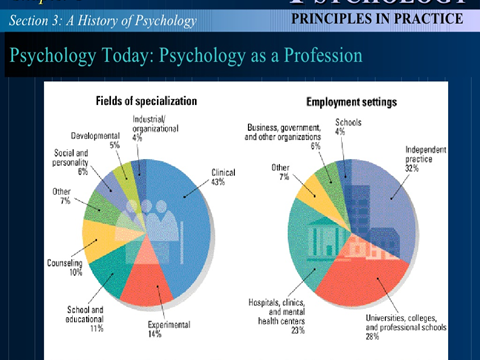 PSYCHOLOGY
Section 3: A History of Psychology
PRINCIPLES IN PRACTICE
Psychology Today: Psychology as a Profession
Fields of specialization
Industrial/
organizational
4%
Developmental
5%
Social and
personality
6%
Other
7%
Counseling
10%
School and
educational
11%
Experimental
14%
Clinical
43%
Employment settings
Schools
4%
Business, government,
and other organizations
6%
Other
7%
Independent
practice
32%
Hospitals, clinics,
and mental
health centers
23%
Universities, colleges,
and professional schools
28%